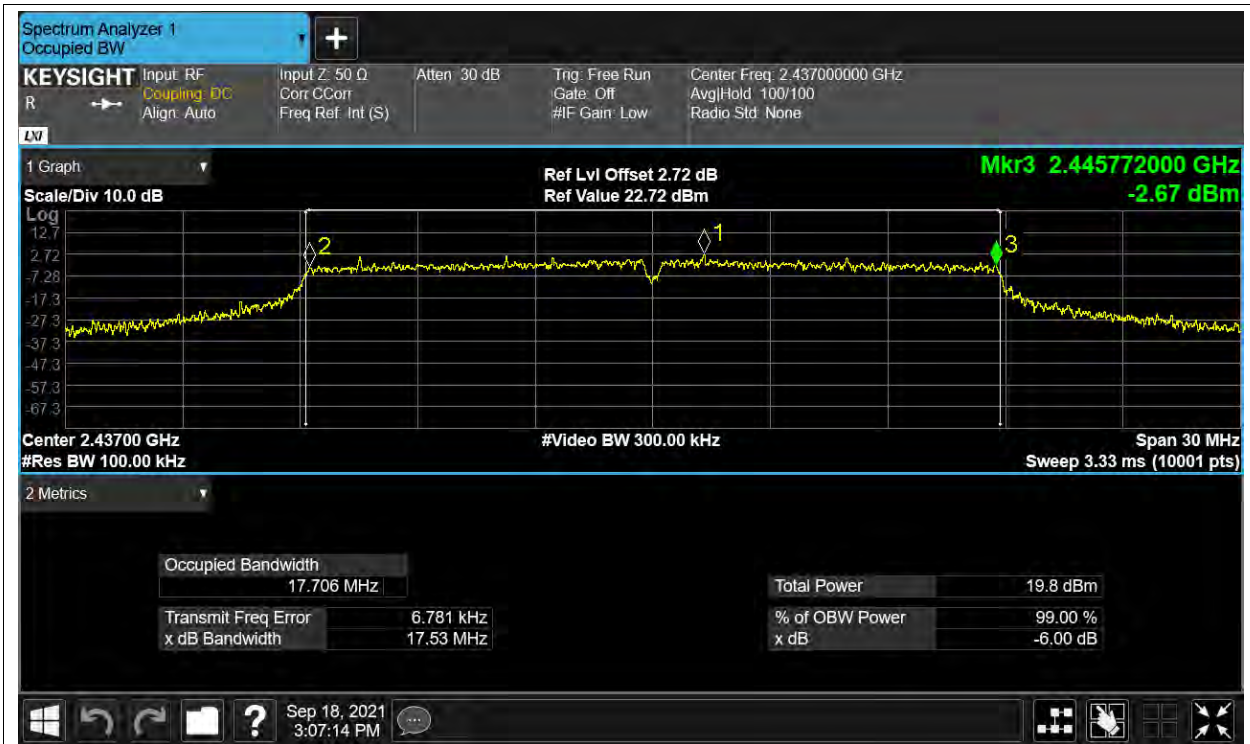 Spectrum Analyzer 1
Occupied BW
KEYSIGHT
R
LXI
Input: RF
Coupling: DC
Align: Auto
Input Z: 50 Ω
Corr CCorr
Freq Ref: Int (S)
Atten: 30 dB
Trig: Free Run
Gate: Off
#IF Gain: Low
Center Freq: 2.437000000 GHz
Avg|Hold: 100/100
Radio Std: None
1 Graph
Scale/Div 10.0 dB
Ref Lvl Offset 2.72 dB
Ref Value 22.72 dBm
Mkr3 2.445772000 GHz
-2.67 dBm
Log
12.7
2.72
-7.28
-17.3
-27.3
-37.3
-47.3
-57.3
-67.3
2
1
3
Center 2.43700 GHz
#Res BW 100.00 kHz
#Video BW 300.00 kHz
Span 30 MHz
Sweep 3.33 ms (10001 pts)
2 Metrics
Occupied Bandwidth
17.706 MHz
Transmit Freq Error 6.781 kHz
x dB Bandwidth 17.53 MHz
Total Power 19.8 dBm
% of OBW Power 99.00 %
x dB -6.00 dB
?
Sep 18, 2021
3:07:14 PM